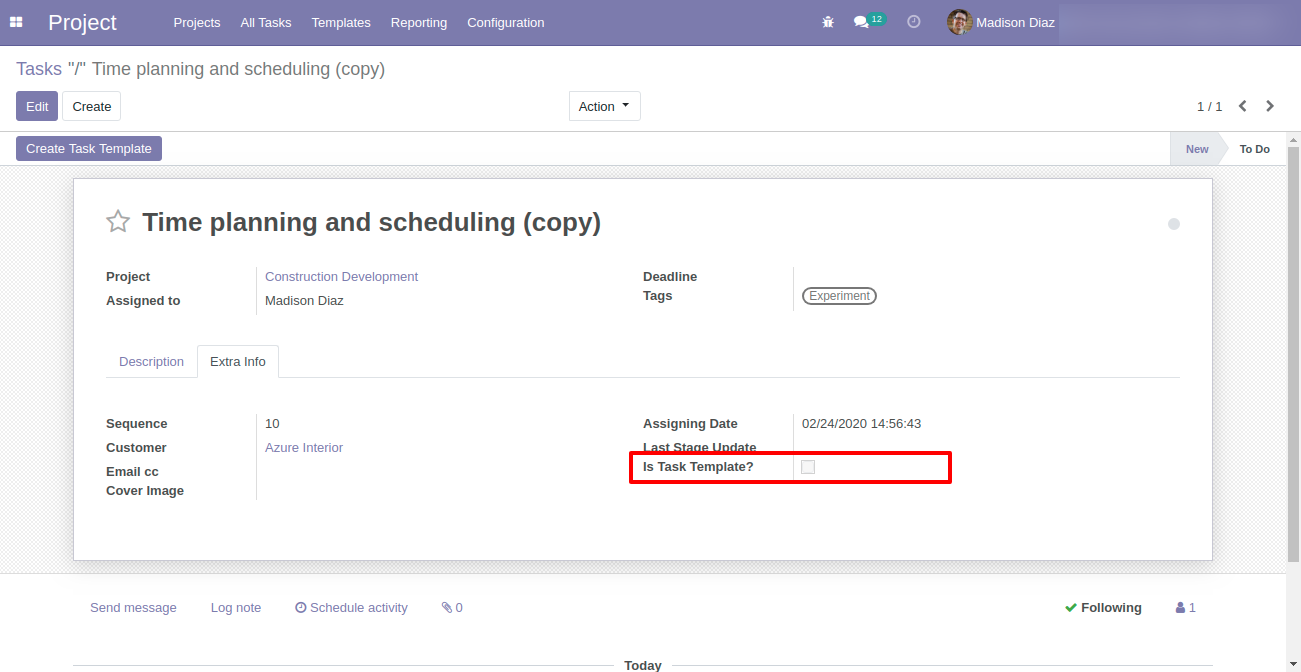 Project Projects All Tasks Templates Reporting Configuration 12 Madison Diaz
Tasks "/" Time planning and scheduling (copy)
Edit Create Action 1 / 1
Create Task Template New To Do
Time planning and scheduling (copy)
Project Construction Development Deadline
Assigned to Madison Diaz Tags Experiment
Description Extra Info
Sequence 10 Assigning Date 02/24/2020 14:56:43
Customer Azure Interior Last Stage Update
Email cc Is Task Template?
Cover Image
Send message Log note Schedule activity 0 Following 1
Today